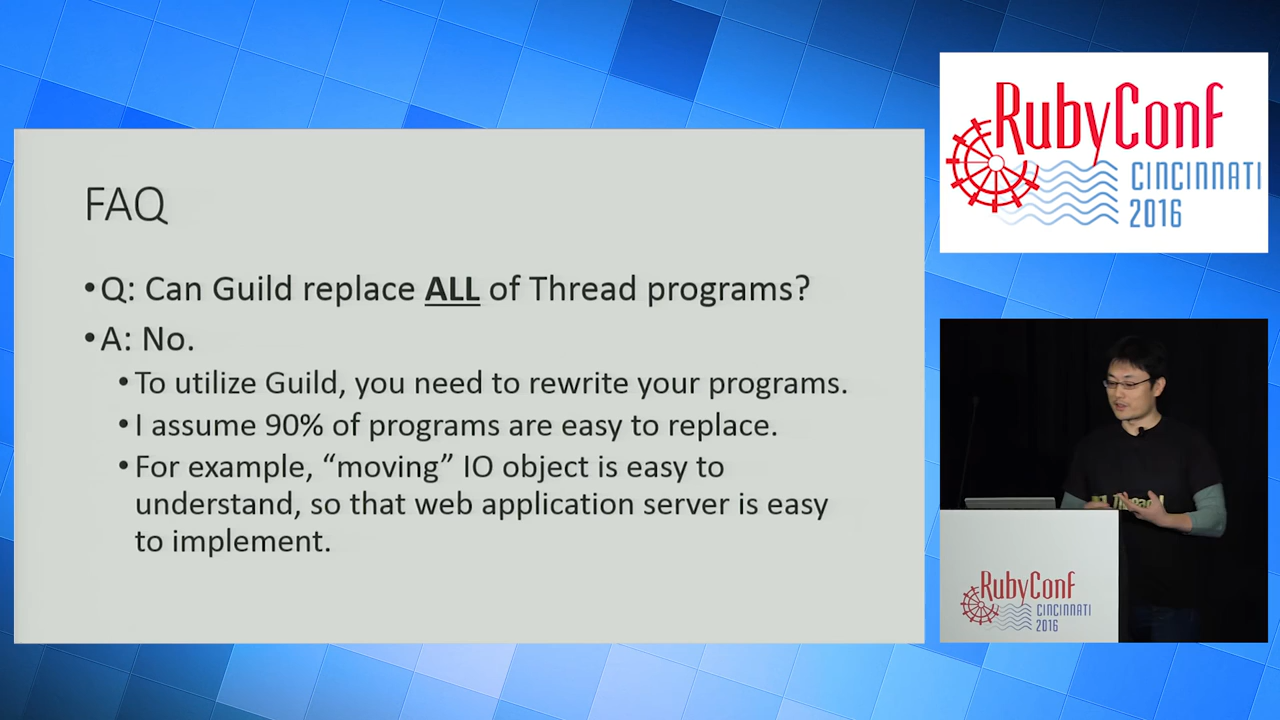 FAQ
•Q: Can Guild replace ALL of Thread programs?
•A: No.
•To utilize Guild, you need to rewrite your programs.
•I assume 90% of programs are easy to replace.
•For example, “moving” IO object is easy to
understand, so that web application server is easy
to implement.
RubyConf
CINCINNATI
2016
RubyConf
CINCINNATI
2016